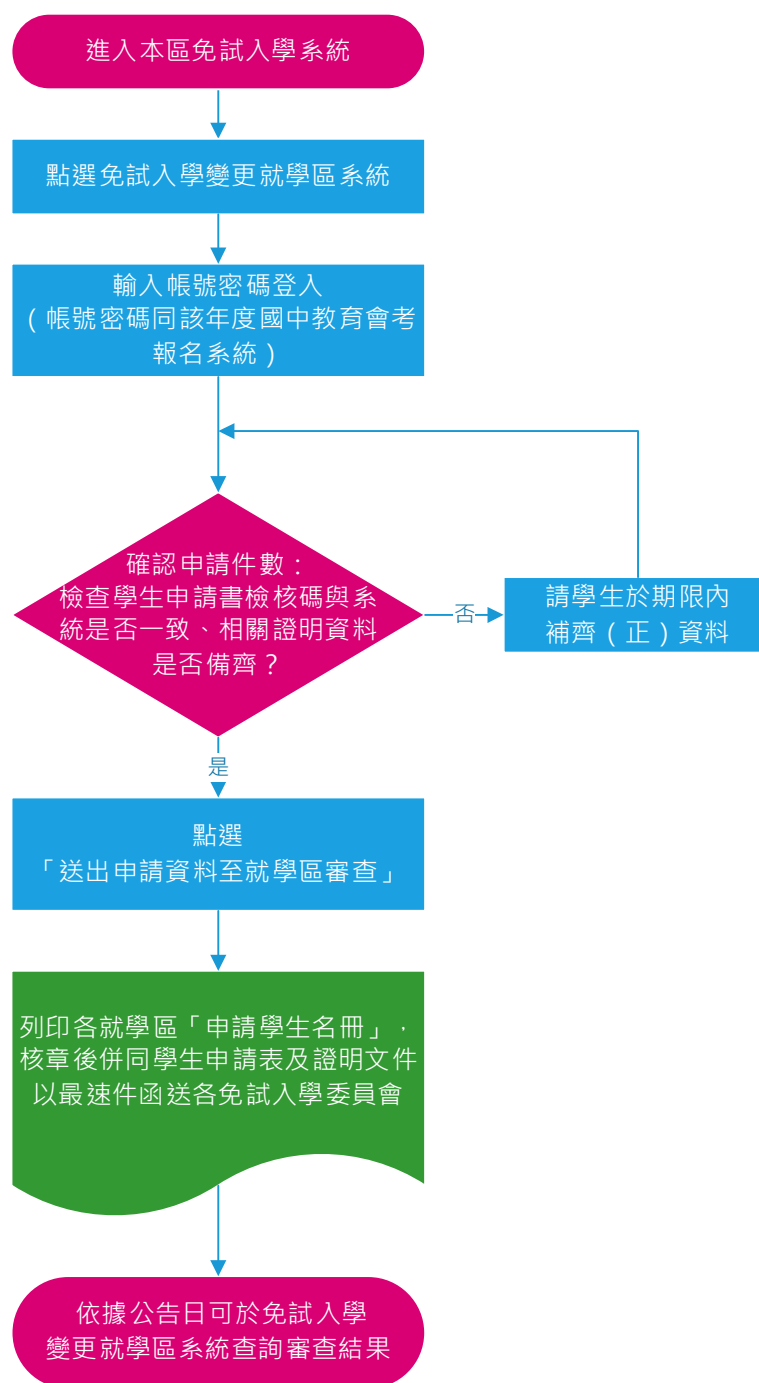 進入本區免試入學系統
點選免試入學變更就學區系統
輸入帳號密碼登入
(帳號密碼同該年度國中教育會考
報名系統)
確認申請件數:
檢查學生申請書檢核碼與系
統是否一致、相關證明資料
是否備齊?
否
請學生於期限內
補齊(正)資料
是
點選
「送出申請資料至就學區審查」
列印各就學區「申請學生名冊」,
核章後併同學生申請表及證明文件
以最速件函送各免試入學委員會
依據公告日可於免試入學
變更就學區系統查詢審查結果